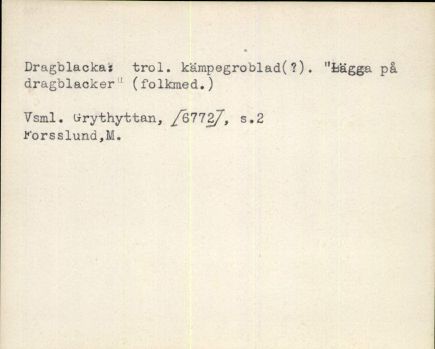 Dragblacka: trol. kämpegroblad(?). "Lägga på
dragblacker" (folkmed.)
Vsml. Grythyttan, [6772], s.2
Forsslund,M.